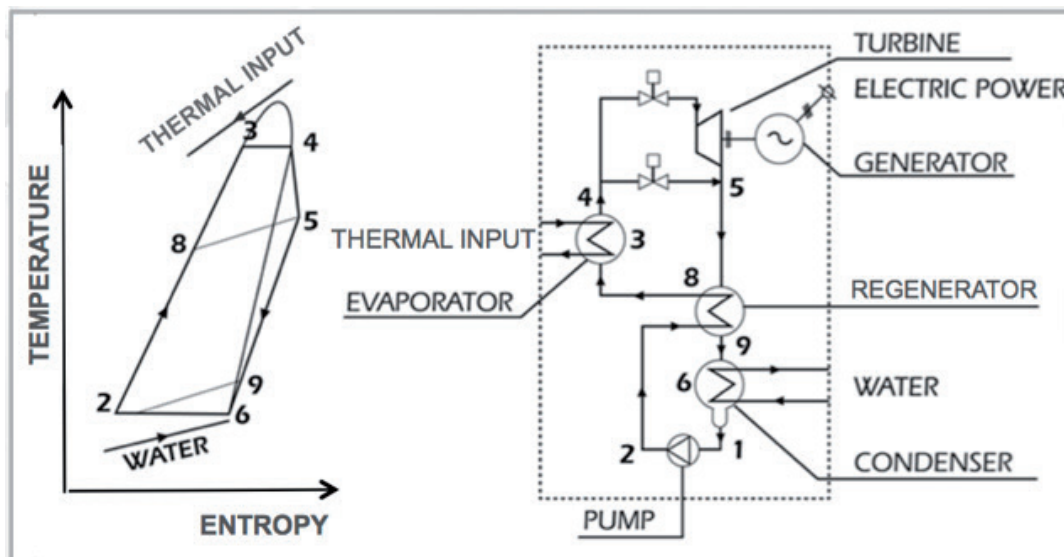 TEMPERATURE
THERMAL INPUT
3
4
5
8
2
9
6
WATER
ENTROPY
TURBINE
ELECTRIC POWER
GENERATOR
5
4
THERMAL INPUT
3
EVAPORATOR
8
REGENERATOR
9
6
WATER
2
1
CONDENSER
PUMP